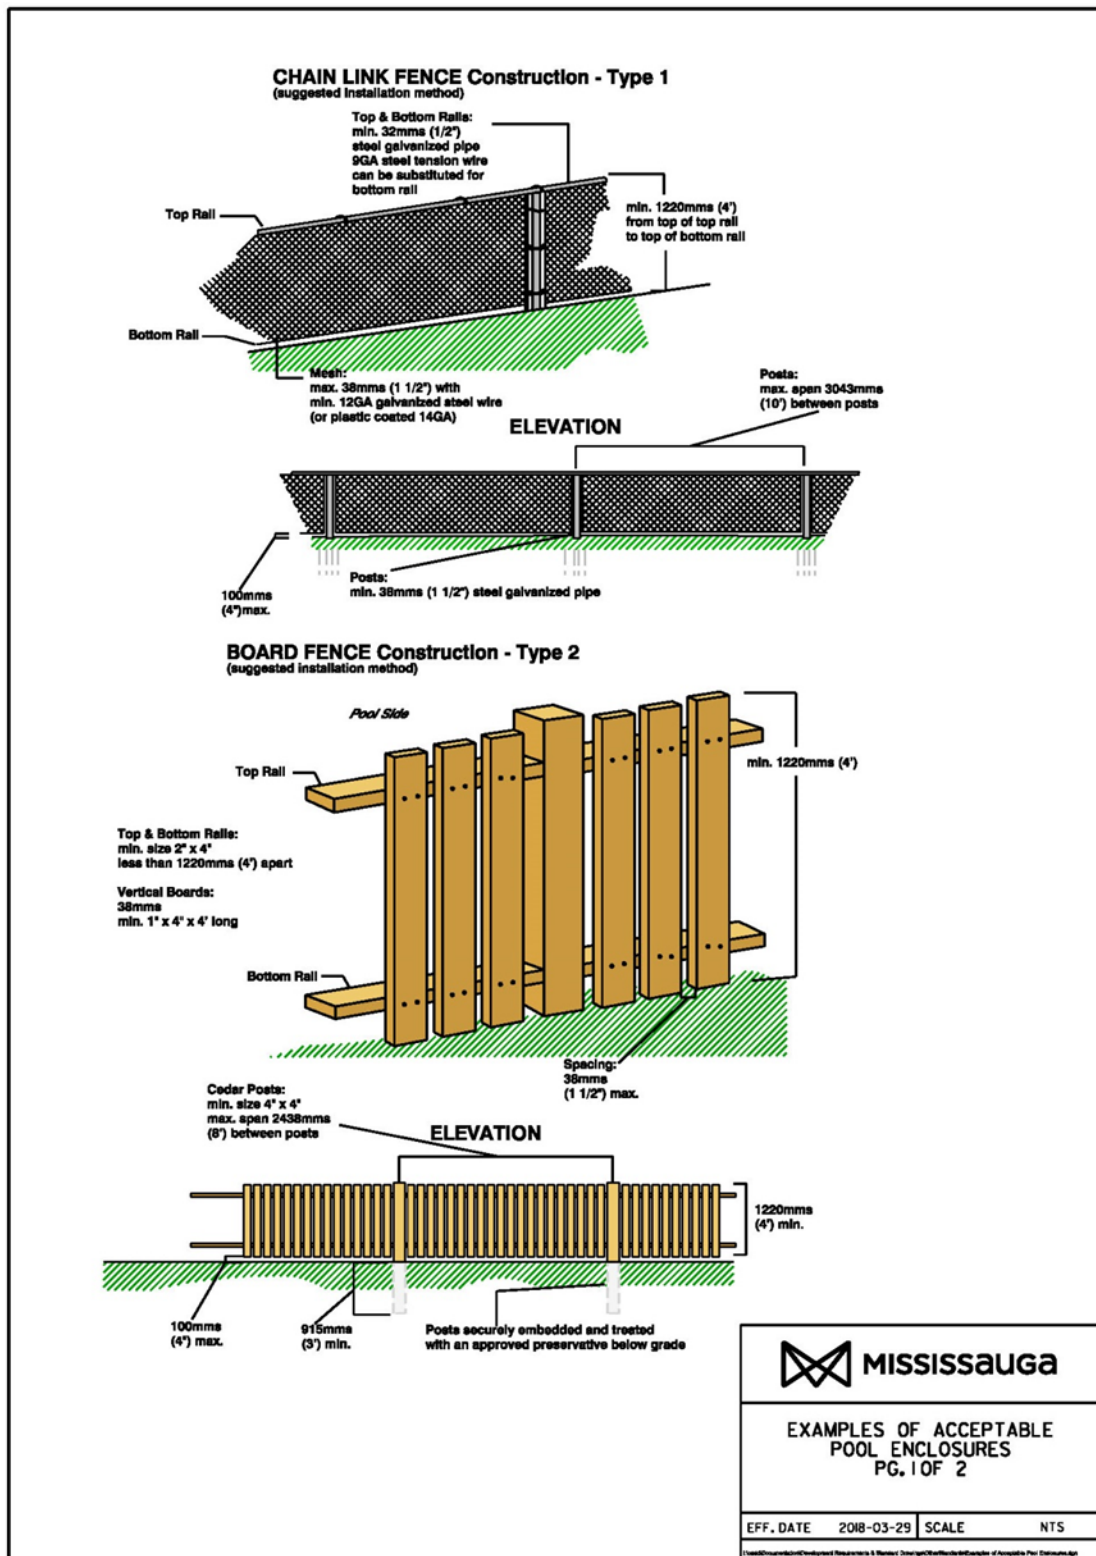 CHAIN LINK FENCE Construction - Type 1
(suggested installation method)
Top & Bottom Rails:
min. 32mms (1/2")
steel galvanized pipe
9GA steel tension wire
can be substituted for
bottom rail
Top Rail
min. 1220mms (4')
from top of top rail
to top of bottom rail
Bottom Rail
Mesh:
max. 38mms (1 1/2") with
min. 12GA galvanized steel wire
(or plastic coated 14GA)
Posts:
max. span 3043mms
(10') between posts
ELEVATION
100mms
(4")max.
Posts:
min. 38mms (1 1/2") steel galvanized pipe
BOARD FENCE Construction - Type 2
(suggested installation method)
Pool Side
Top Rail
min. 1220mms (4')
Top & Bottom Rails:
min. size 2" x 4"
less than 1220mms (4') apart
Vertical Boards:
38mms
min. 1" x 4" x 4' long
Bottom Rail
Spacing:
38mms
(1 1/2") max.
Cedar Posts:
min. size 4" x 4"
max. span 2438mms
(8') between posts
ELEVATION
1220mms
(4') min.
100mms
(4") max.
915mms
(3') min.
Posts securely embedded and treated
with an approved preservative below grade
MISSISSauGa
EXAMPLES OF ACCEPTABLE
POOL ENCLOSURES
PG.1OF 2
EFF. DATE 2018-03-29 SCALE NTS